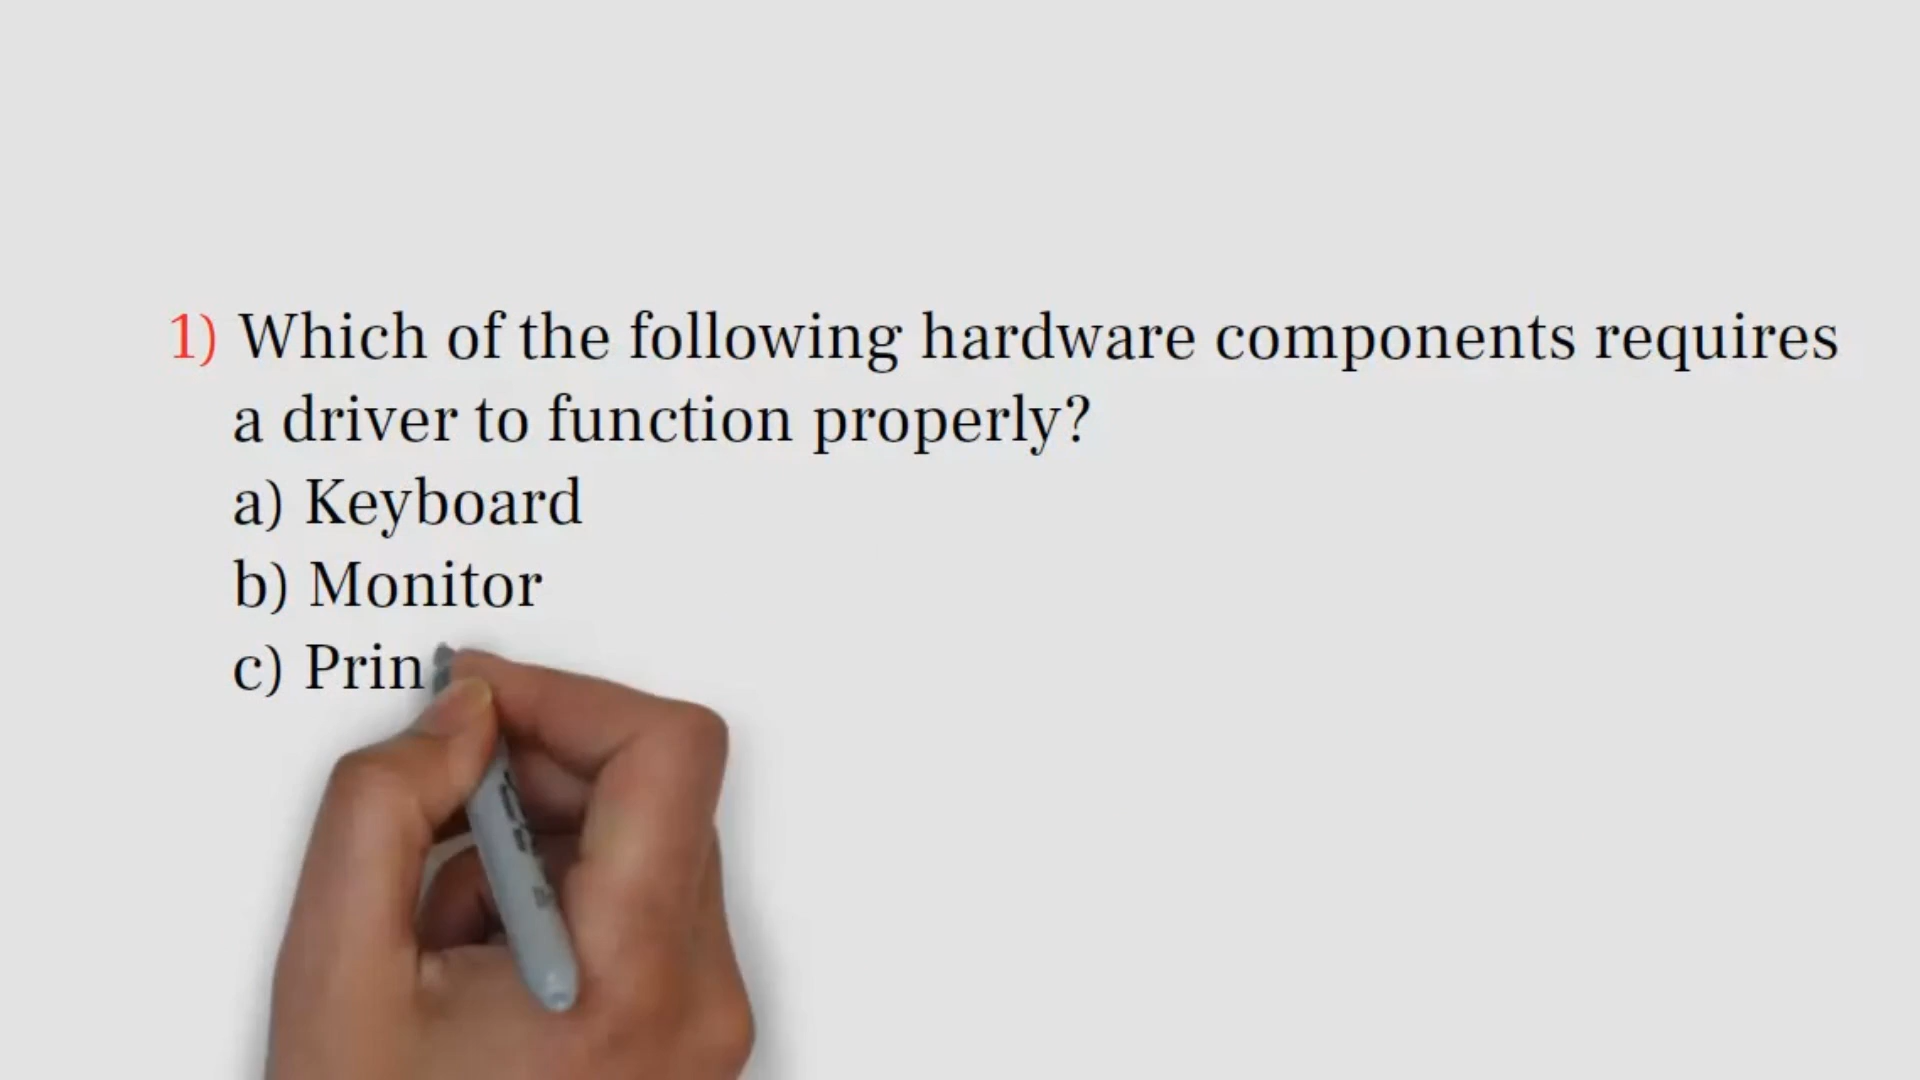 1) Which of the following hardware components requires
a driver to function properly?
a) Keyboard
b) Monitor
c) Prin